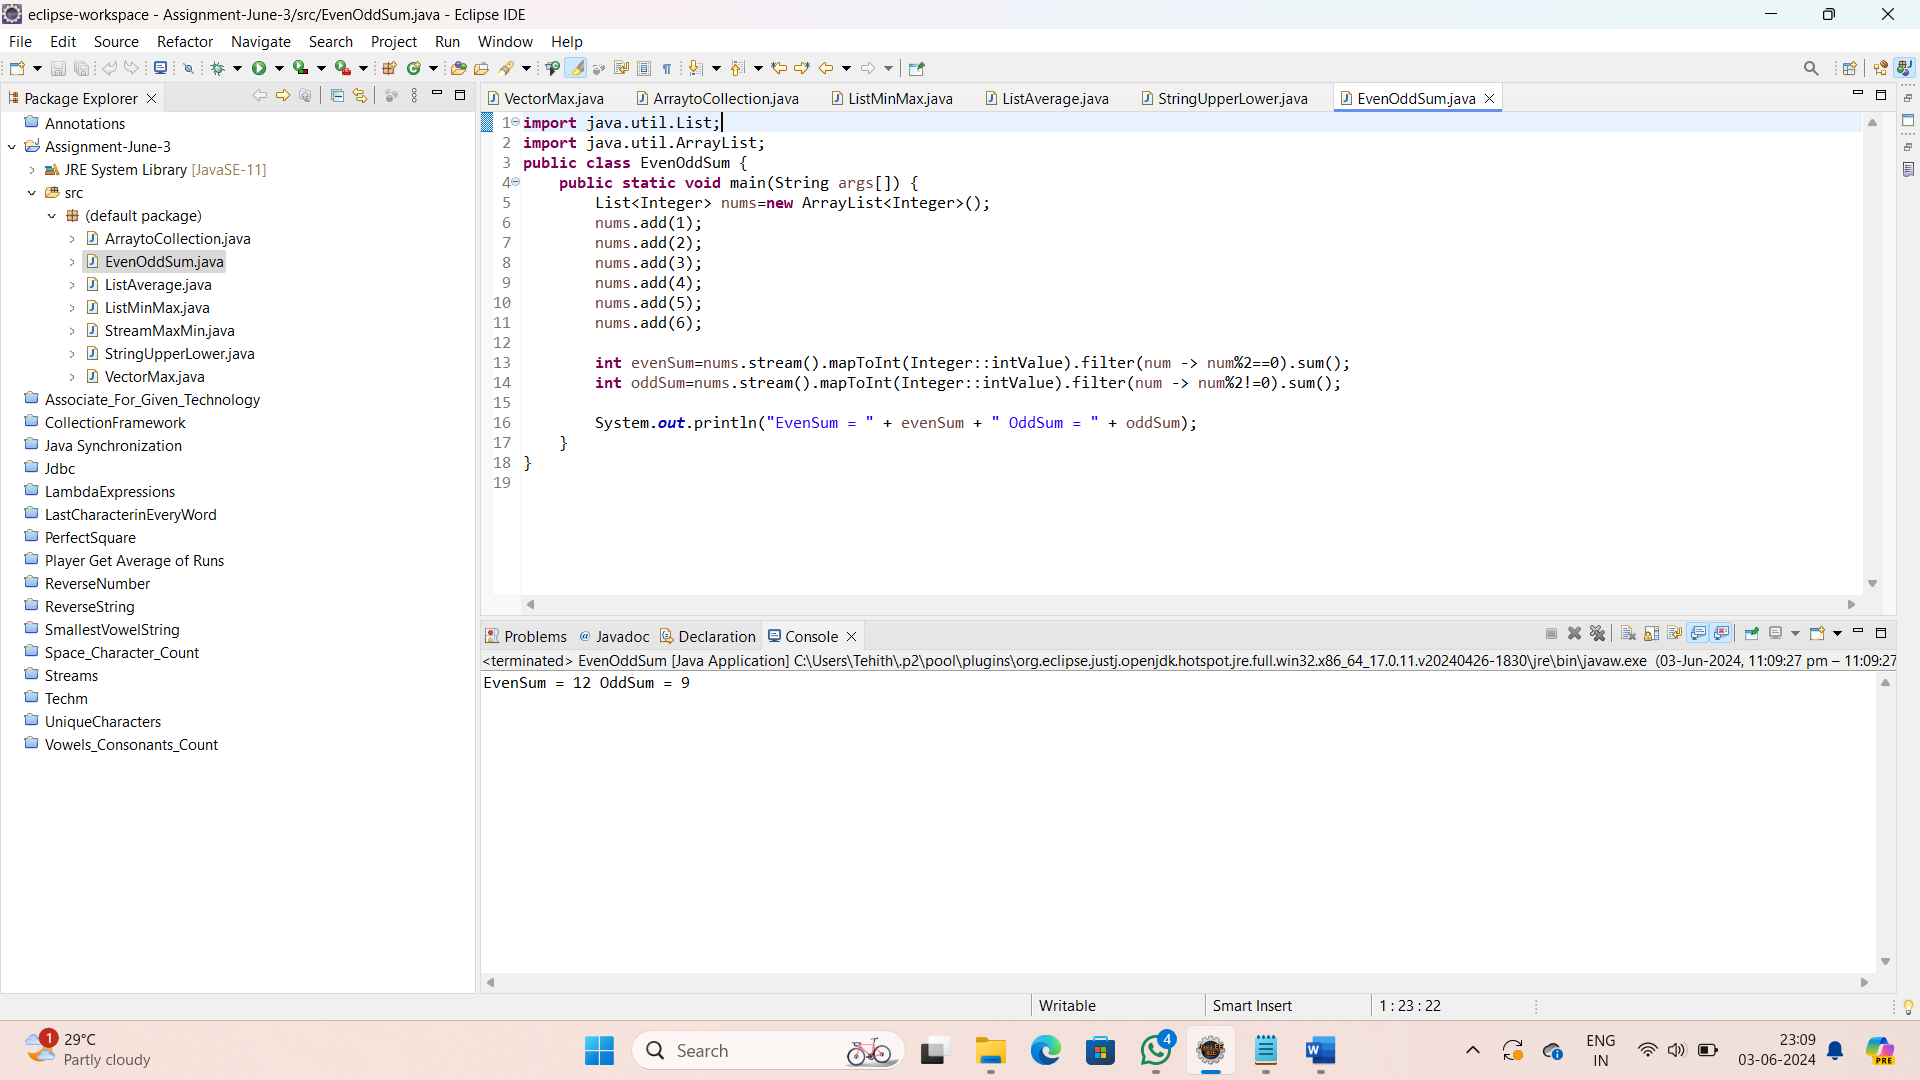 eclipse-workspace - Assignment-June-3/src/EvenOddSum.java - Eclipse IDE
File Edit Source Refactor Navigate Search Project Run Window Help
Package Explorer
Annotations
Assignment-June-3
JRE System Library [JavaSE-11]
src
(default package)
ArraytoCollection.java
EvenOddSum.java
ListAverage.java
ListMinMax.java
StreamMaxMin.java
StringUpperLower.java
VectorMax.java
Associate_For_Given_Technology
CollectionFramework
Java Synchronization
Jdbc
LambdaExpressions
LastCharacterinEveryWord
PerfectSquare
Player Get Average of Runs
ReverseNumber
ReverseString
SmallestVowelString
Space_Character_Count
Streams
Techm
UniqueCharacters
Vowels_Consonants_Count
VectorMax.java ArraytoCollection.java ListMinMax.java ListAverage.java StringUpperLower.java EvenOddSum.java
1 import java.util.List;
2 import java.util.ArrayList;
3 public class EvenOddSum {
4 public static void main(String args[]) {
5 List<Integer> nums=new ArrayList<Integer>();
6 nums.add(1);
7 nums.add(2);
8 nums.add(3);
9 nums.add(4);
10 nums.add(5);
11 nums.add(6);
12
13 int evenSum=nums.stream().mapToInt(Integer::intValue).filter(num -> num%2==0).sum();
14 int oddSum=nums.stream().mapToInt(Integer::intValue).filter(num -> num%2!=0).sum();
15
16 System.out.println("EvenSum = " + evenSum + " OddSum = " + oddSum);
17 }
18 }
19
Problems Javadoc Declaration Console
<terminated> EvenOddSum [Java Application] C:\Users\Tehith\.p2\pool\plugins\org.eclipse.justj.openjdk.hotspot.jre.full.win32.x86_64_17.0.11.v20240426-1830\jre\bin\javaw.exe (03-Jun-2024, 11:09:27 pm – 11:09:27
EvenSum = 12 OddSum = 9
Writable Smart Insert 1 : 23 : 22
1 29°C
Partly cloudy
Search
4
ENG
IN
23:09
03-06-2024
PRE